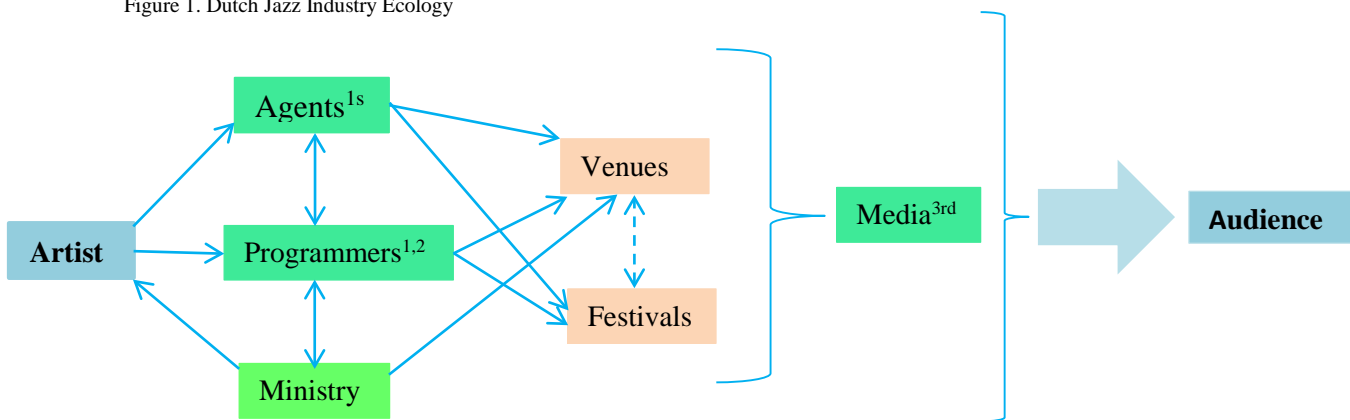 Figure 1. Dutch Jazz Industry Ecology
Agents1s
Venues
Artist
Programmers1,2
Media3rd
Audience
Festivals
Ministry